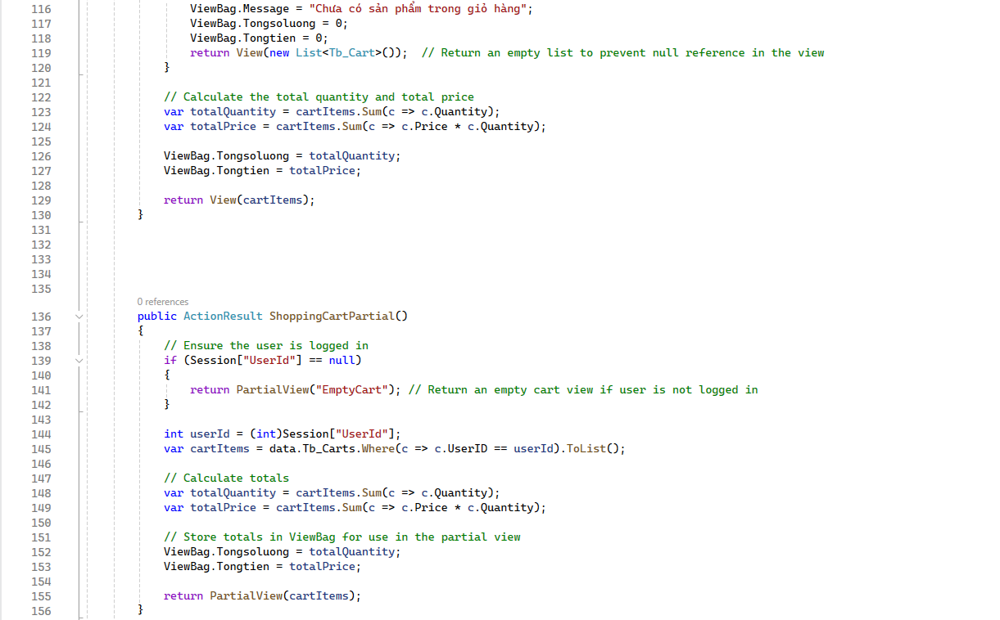 116 ViewBag.Message = "Chưa có sản phẩm trong giỏ hàng";
117 ViewBag.Tongsoluong = 0;
118 ViewBag.Tongtien = 0;
119 return View(new List<Tb_Cart>());  // Return an empty list to prevent null reference in the view
120 }
121
122 // Calculate the total quantity and total price
123 var totalQuantity = cartItems.Sum(c => c.Quantity);
124 var totalPrice = cartItems.Sum(c => c.Price * c.Quantity);
125
126 ViewBag.Tongsoluong = totalQuantity;
127 ViewBag.Tongtien = totalPrice;
128
129 return View(cartItems);
130 }
131
132
133
134
135
0 references
136 public ActionResult ShoppingCartPartial()
137 {
138 // Ensure the user is logged in
139 if (Session["UserId"] == null)
140 {
141 return PartialView("EmptyCart"); // Return an empty cart view if user is not logged in
142 }
143
144 int userId = (int)Session["UserId"];
145 var cartItems = data.Tb_Carts.Where(c => c.UserID == userId).ToList();
146
147 // Calculate totals
148 var totalQuantity = cartItems.Sum(c => c.Quantity);
149 var totalPrice = cartItems.Sum(c => c.Price * c.Quantity);
150
151 // Store totals in ViewBag for use in the partial view
152 ViewBag.Tongsoluong = totalQuantity;
153 ViewBag.Tongtien = totalPrice;
154
155 return PartialView(cartItems);
156 }